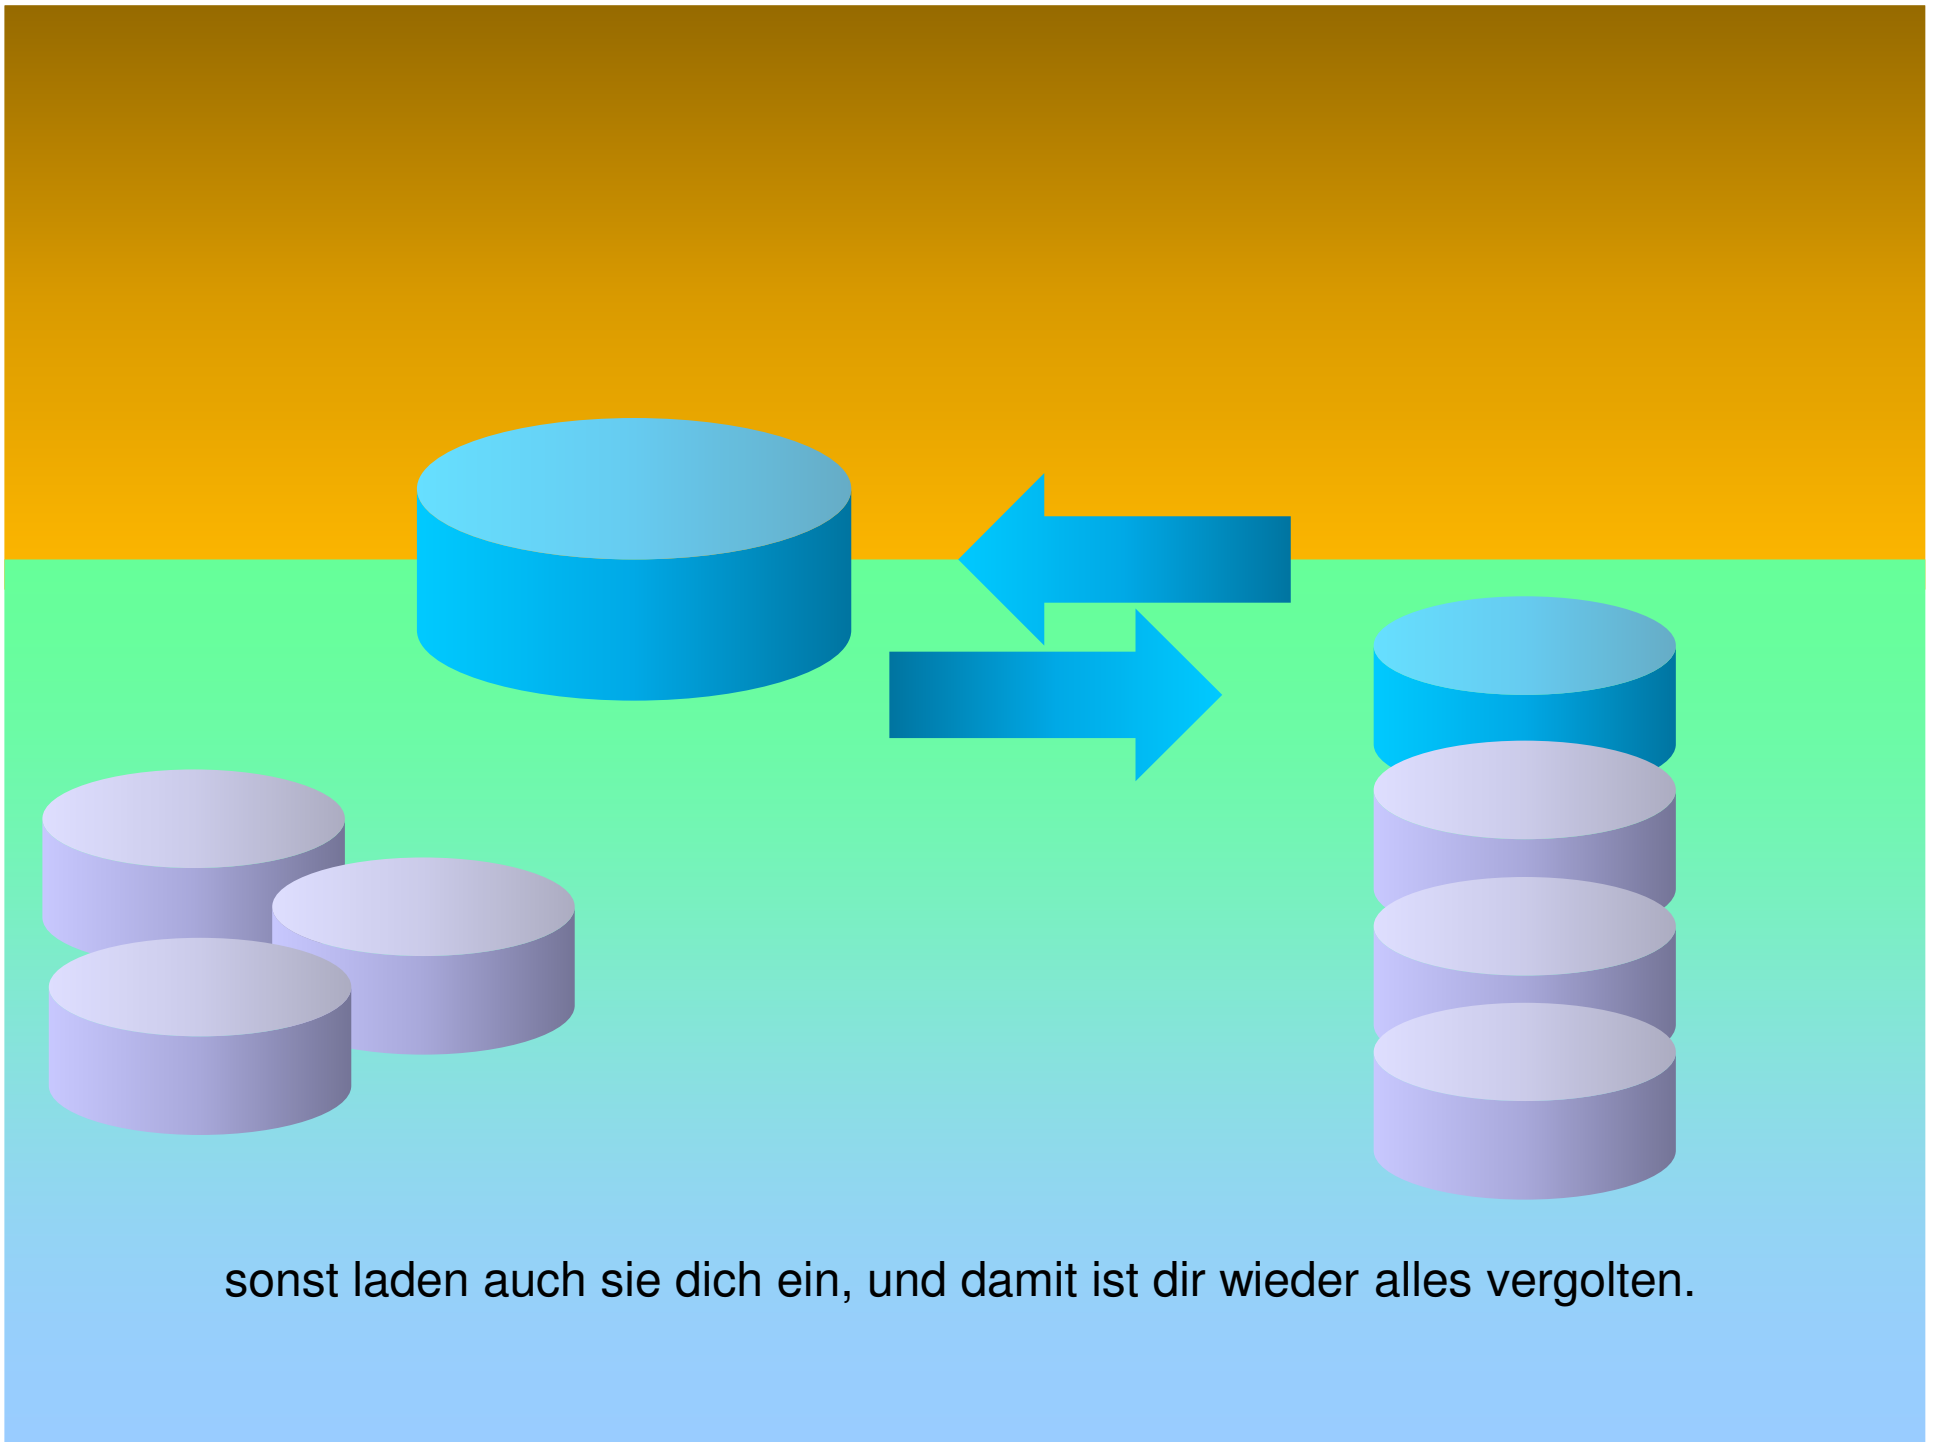 sonst laden auch sie dich ein, und damit ist dir wieder alles vergolten.